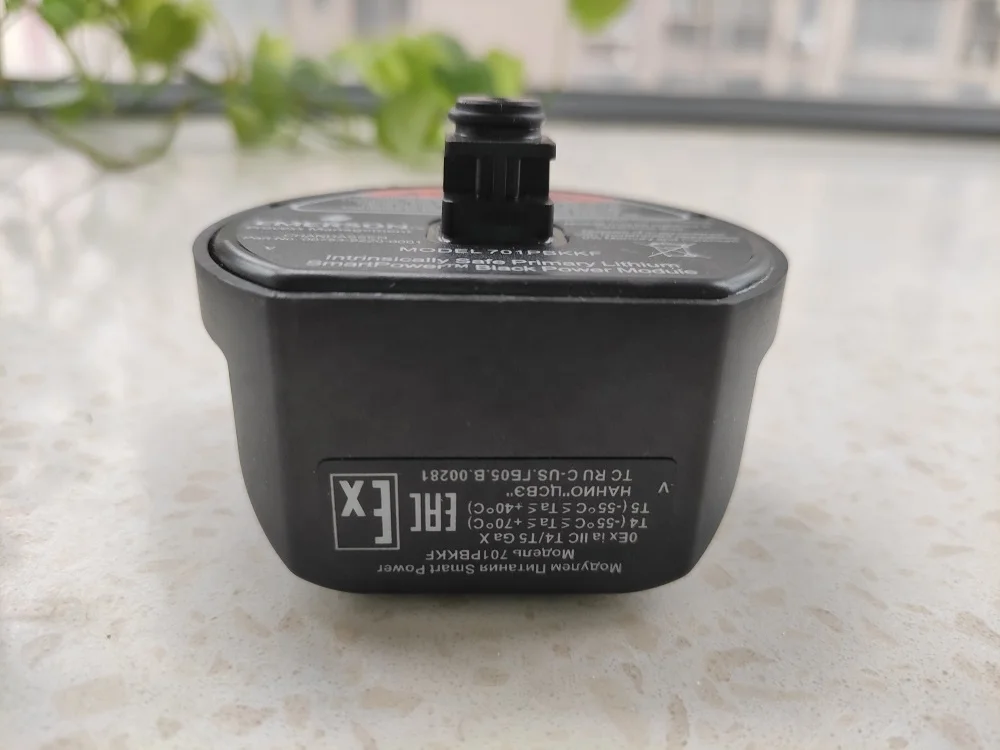 EMERSON
MODEL 701PBKKF
Intrinsically Safe Primary Lithium
SmartPower™ Black Power Module
Модулем Питания Smart Power
Модель 701PBKKF
0Ex ia IIC T4/T5 Ga X
T4 (-55°C ≤ Ta ≤ +70°C)
T5 (-55°C ≤ Ta ≤ +40°C)
НАНИО "ЦСВЭ"
TC RU C-US.ГБ05.B.00281
V
EAC
Ex